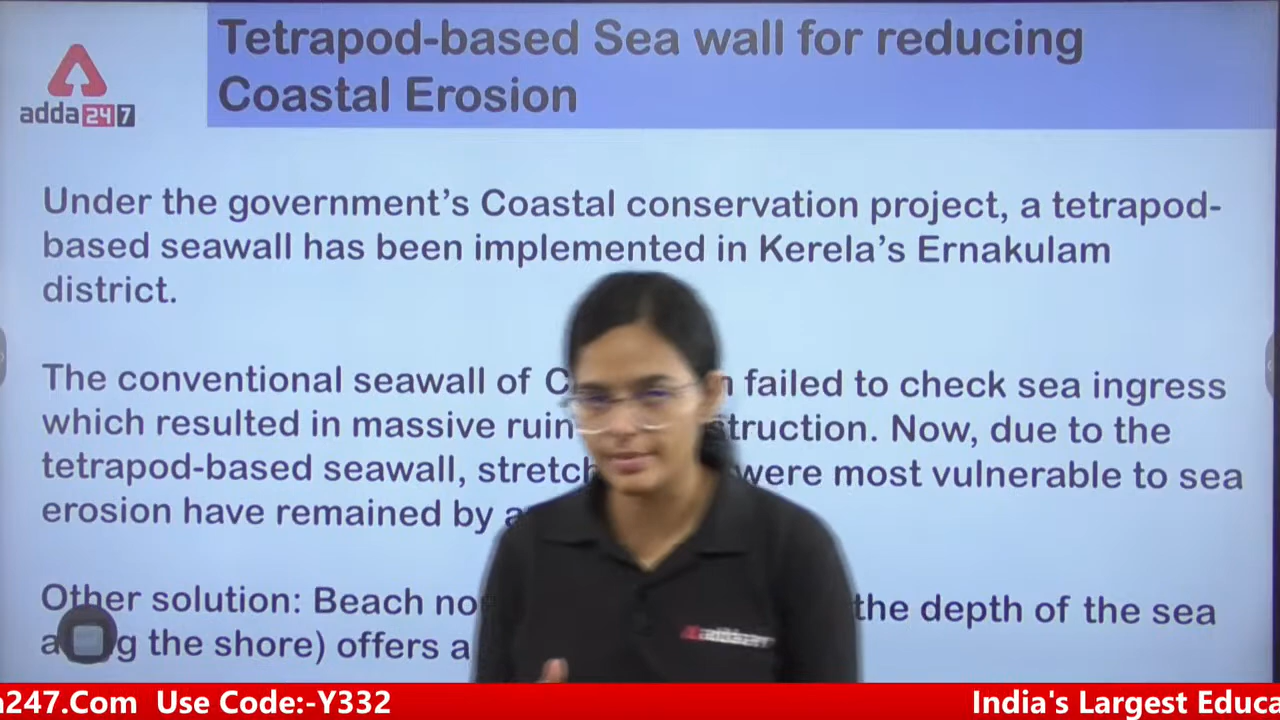 Tetrapod-based Sea wall for reducing
Coastal Erosion
adda247
Under the government's Coastal conservation project, a tetrapod-
based seawall has been implemented in Kerela's Ernakulam
district.
The conventional seawall of failed to check sea ingress
which resulted in massive ruin Now, due to the
tetrapod-based seawall, were most vulnerable to sea
erosion have remained by
Other solution: Beach the depth of the sea
the shore) offers a
a247.Com Use Code:-Y332
India's Largest Educa